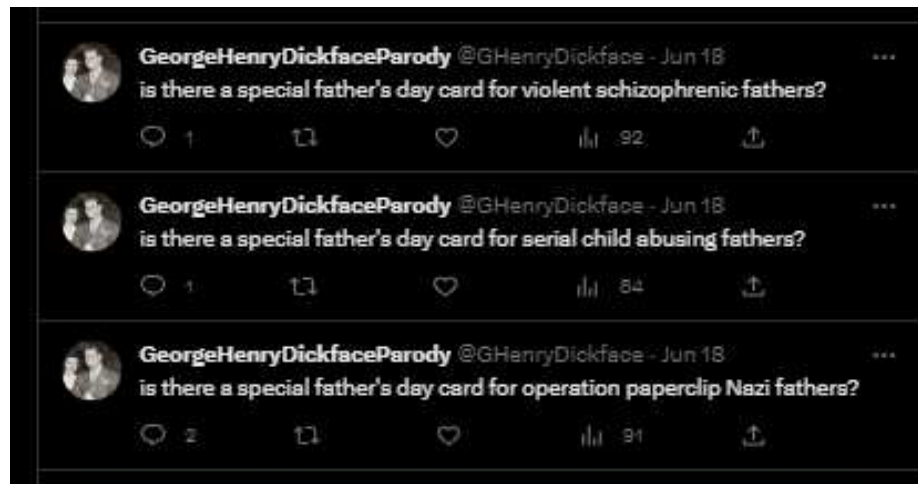 GeorgeHenryDickfaceParody @GHenryDickface · Jun 18
is there a special father's day card for violent schizophrenic fathers?
1 92
GeorgeHenryDickfaceParody @GHenryDickface · Jun 18
is there a special father's day card for serial child abusing fathers?
1 84
GeorgeHenryDickfaceParody @GHenryDickface · Jun 18
is there a special father's day card for operation paperclip Nazi fathers?
2 91